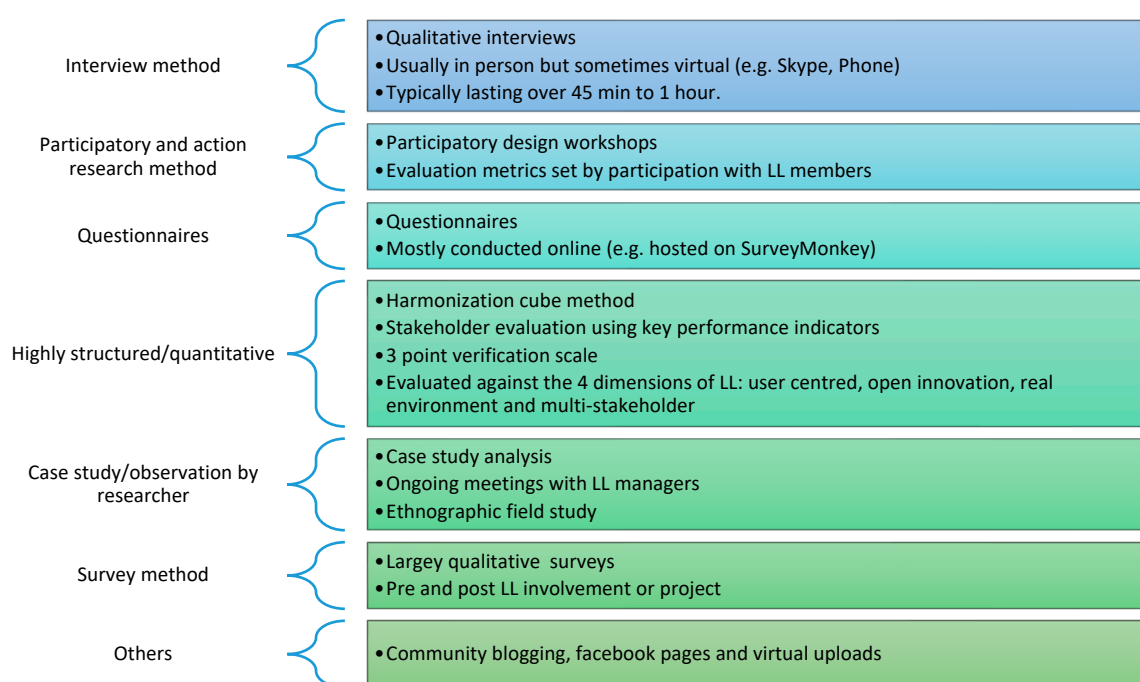 Interview method
•Qualitative interviews
•Usually in person but sometimes virtual (e.g. Skype, Phone)
•Typically lasting over 45 min to 1 hour.
Participatory and action
research method
•Participatory design workshops
•Evaluation metrics set by participation with LL members
Questionnaires
•Questionnaires
•Mostly conducted online (e.g. hosted on SurveyMonkey)
Highly structured/quantitative
•Harmonization cube method
•Stakeholder evaluation using key performance indicators
•3 point verification scale
•Evaluated against the 4 dimensions of LL: user centred, open innovation, real
environment and multi-stakeholder
Case study/observation by
researcher
•Case study analysis
•Ongoing meetings with LL managers
•Ethnographic field study
Survey method
•Largey qualitative  surveys
•Pre and post LL involvement or project
Others
•Community blogging, facebook pages and virtual uploads